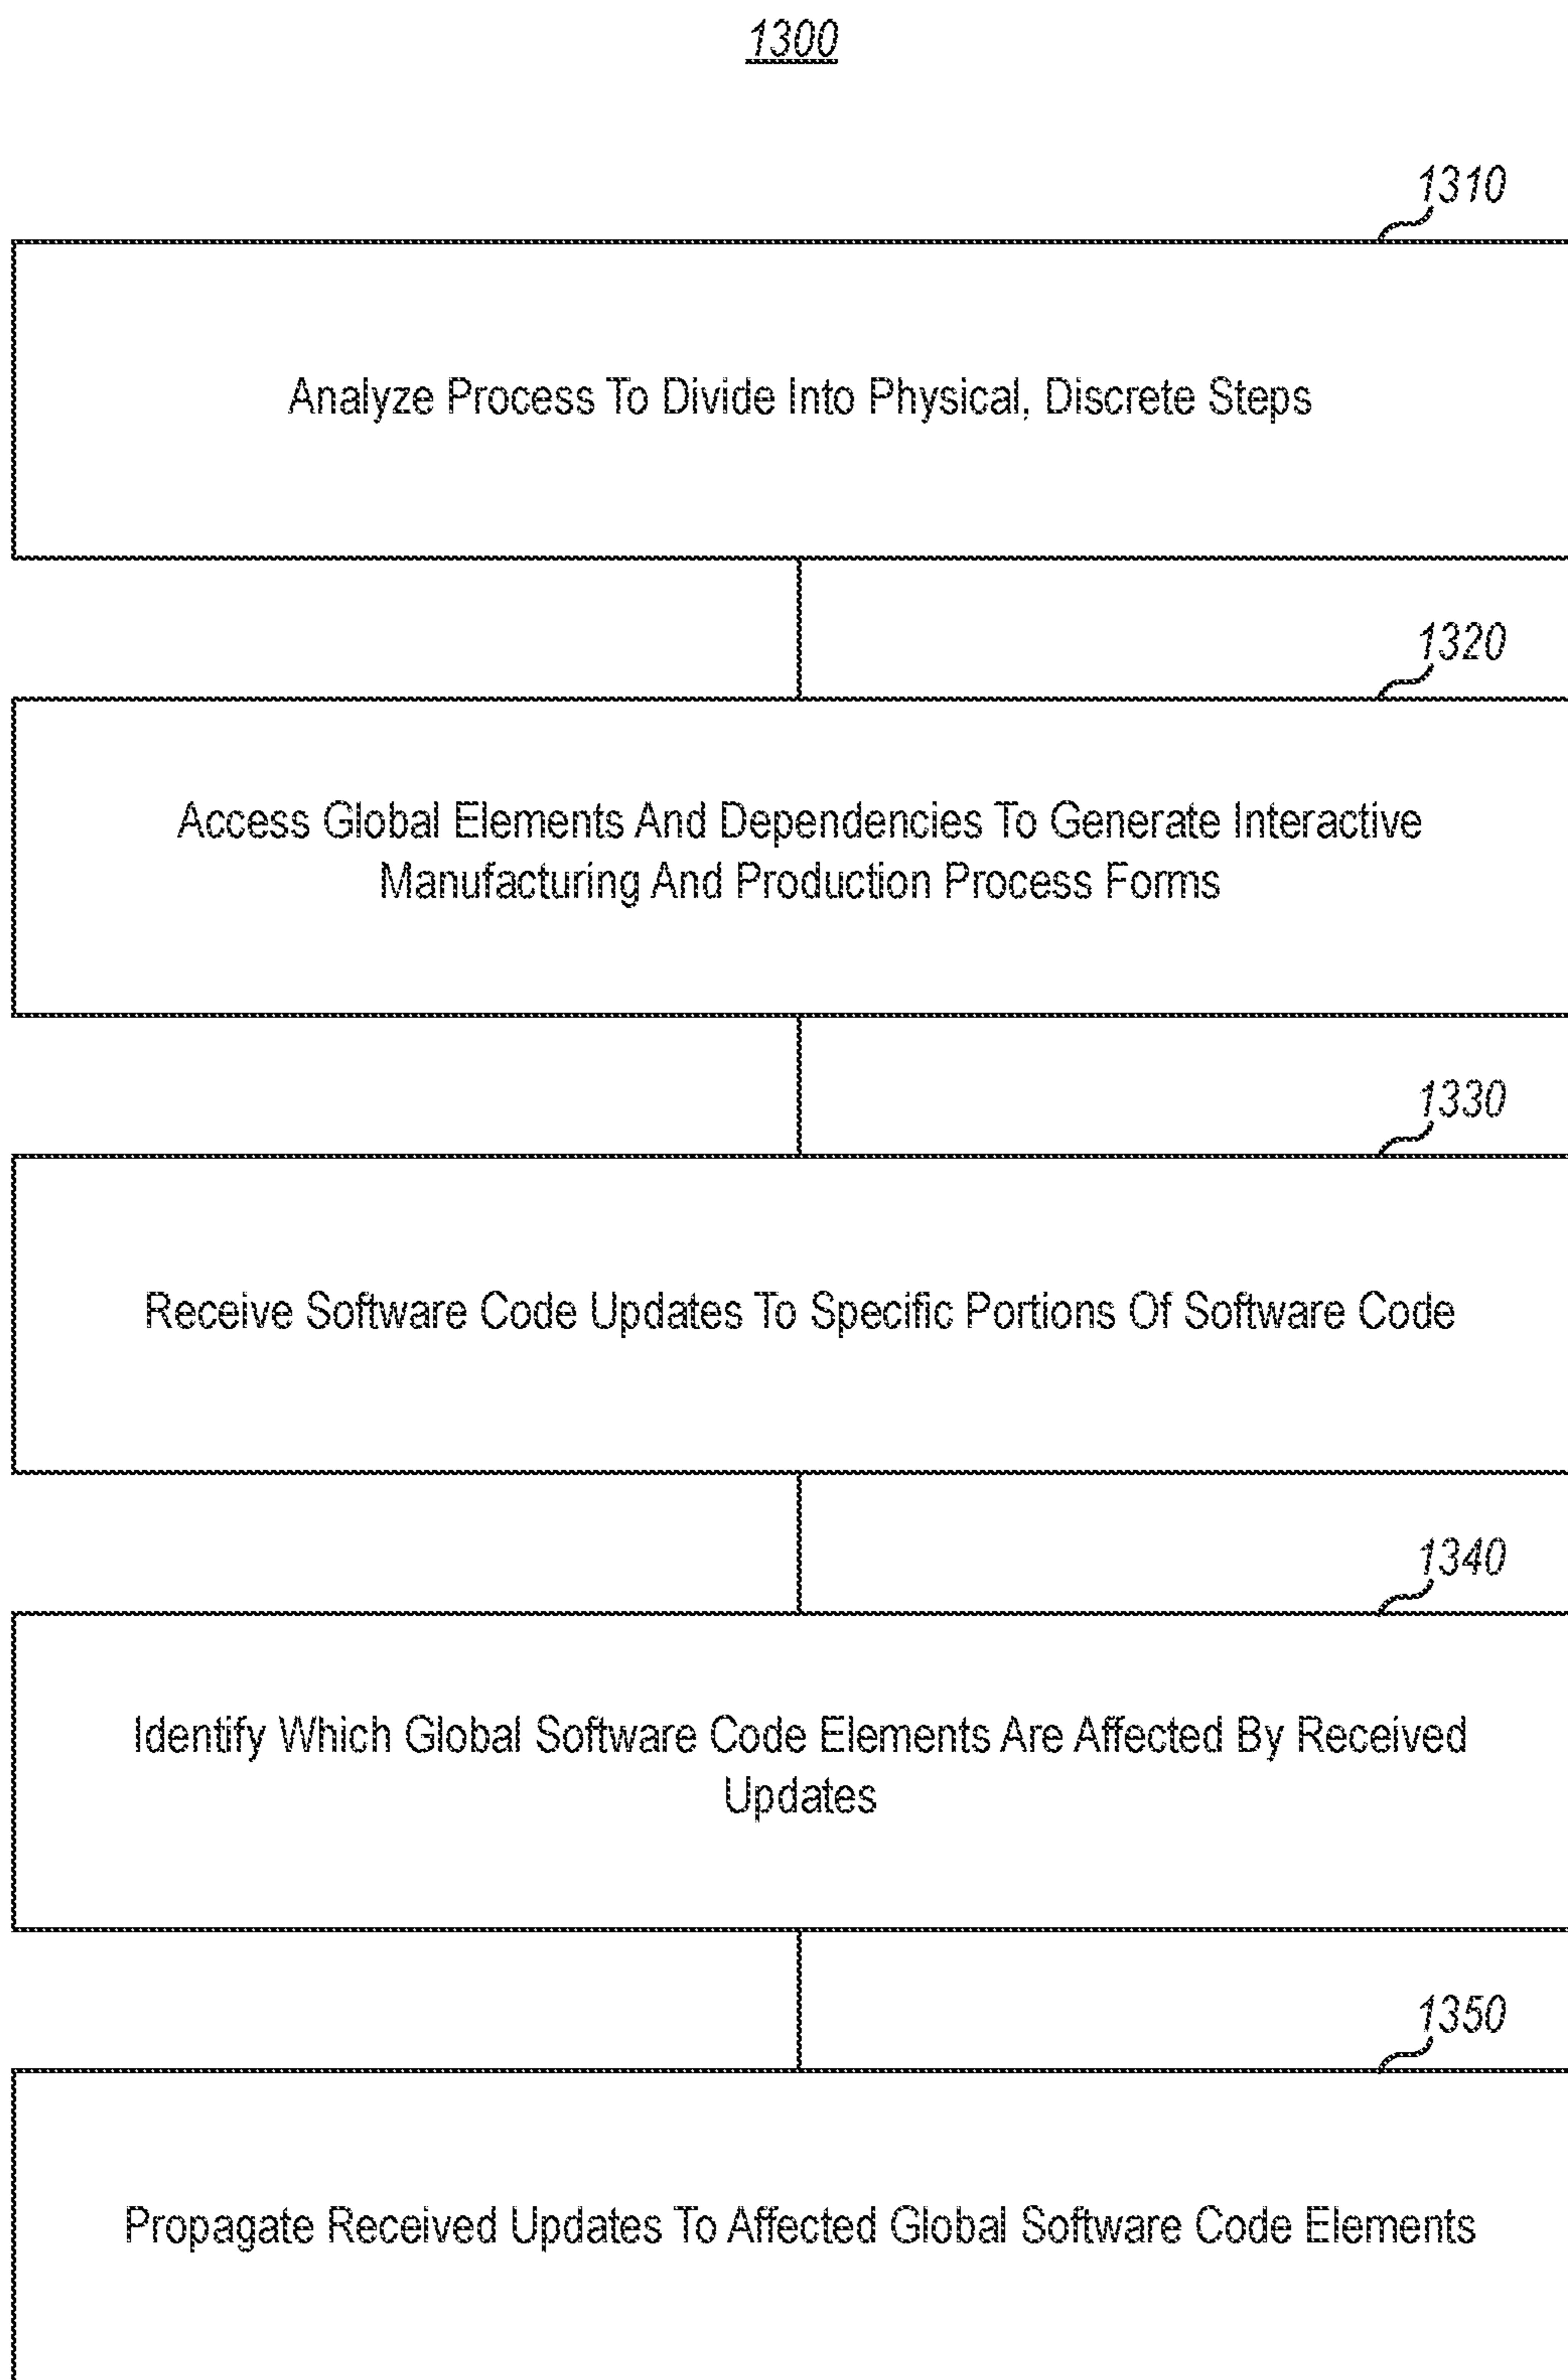 1300
1310
Analyze Process To Divide Into Physical, Discrete Steps
1320
Access Global Elements And Dependencies To Generate Interactive
Manufacturing And Production Process Forms
1330
Receive Software Code Updates To Specific Portions Of Software Code
1340
Identify Which Global Software Code Elements Are Affected By Received
Updates
1350
Propagate Received Updates To Affected Global Software Code Elements